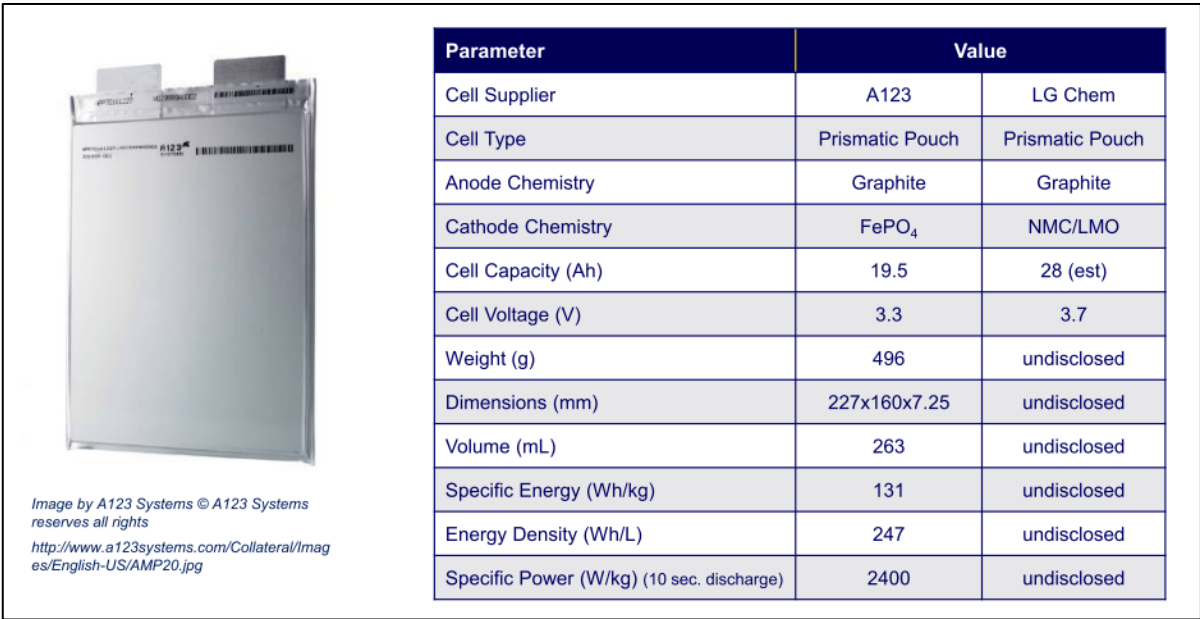 A123
SYSTEMS
Image by A123 Systems © A123 Systems
reserves all rights
http://www.a123systems.com/Collateral/Imag
es/English-US/AMP20.jpg
Parameter Value
Cell Supplier A123 LG Chem
Cell Type Prismatic Pouch Prismatic Pouch
Anode Chemistry Graphite Graphite
Cathode Chemistry FePO₄ NMC/LMO
Cell Capacity (Ah) 19.5 28 (est)
Cell Voltage (V) 3.3 3.7
Weight (g) 496 undisclosed
Dimensions (mm) 227x160x7.25 undisclosed
Volume (mL) 263 undisclosed
Specific Energy (Wh/kg) 131 undisclosed
Energy Density (Wh/L) 247 undisclosed
Specific Power (W/kg) (10 sec. discharge) 2400 undisclosed